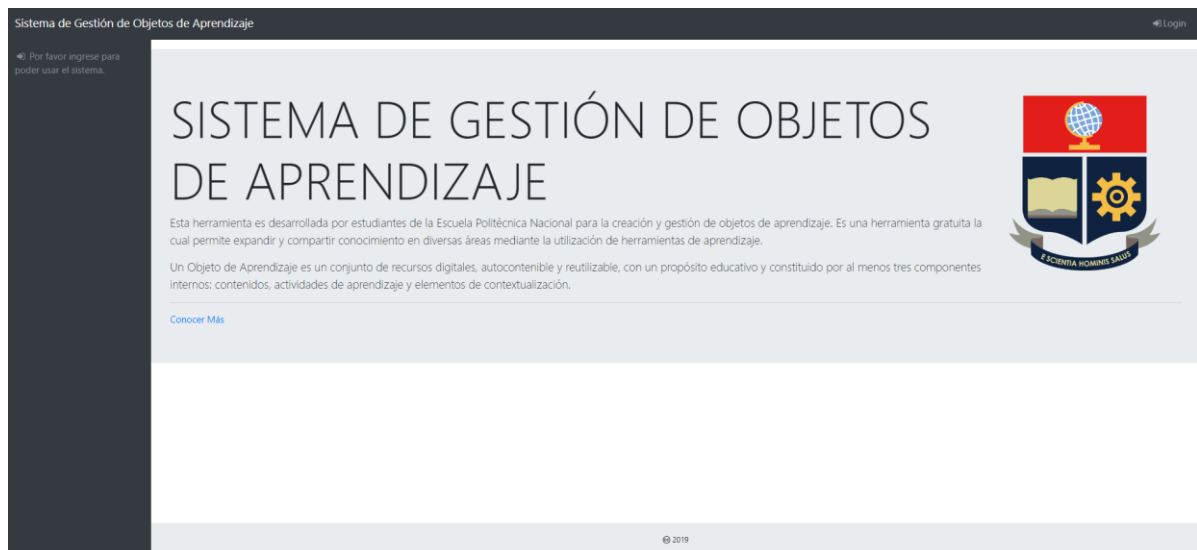 Sistema de Gestión de Objetos de Aprendizaje
Login
Por favor ingrese para
poder usar el sistema.
SISTEMA DE GESTIÓN DE OBJETOS
DE APRENDIZAJE
Esta herramienta es desarrollada por estudiantes de la Escuela Politécnica Nacional para la creación y gestión de objetos de aprendizaje. Es una herramienta gratuita la
cual permite expandir y compartir conocimiento en diversas áreas mediante la utilización de herramientas de aprendizaje.
Un Objeto de Aprendizaje es un conjunto de recursos digitales, autocontenible y reutilizable, con un propósito educativo y constituido por al menos tres componentes
internos: contenidos, actividades de aprendizaje y elementos de contextualización.
E SCIENTIA HOMINIS SALUS
Conocer Más
2019